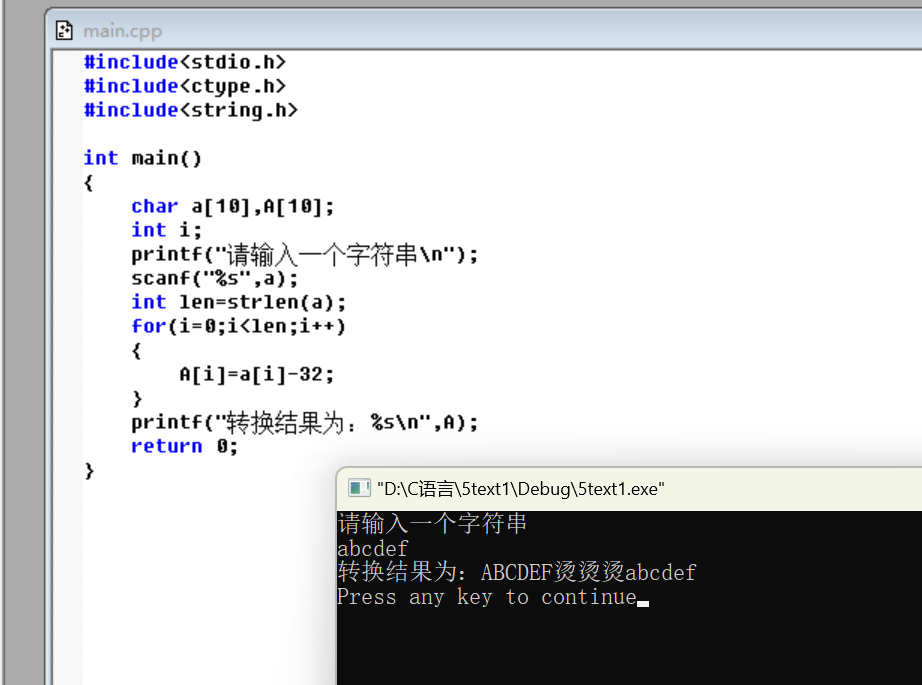 main.cpp
#include<stdio.h>
#include<ctype.h>
#include<string.h>
int main()
{
char a[10],A[10];
int i;
printf("请输入一个字符串\n");
scanf("%s",a);
int len=strlen(a);
for(i=0;i<len;i++)
{
A[i]=a[i]-32;
}
printf("转换结果为：%s\n",A);
return 0;
}
"D:\C语言\5text1\Debug\5text1.exe"
请输入一个字符串
abcdef
转换结果为：ABCDEF烫烫烫abcdef
Press any key to continue